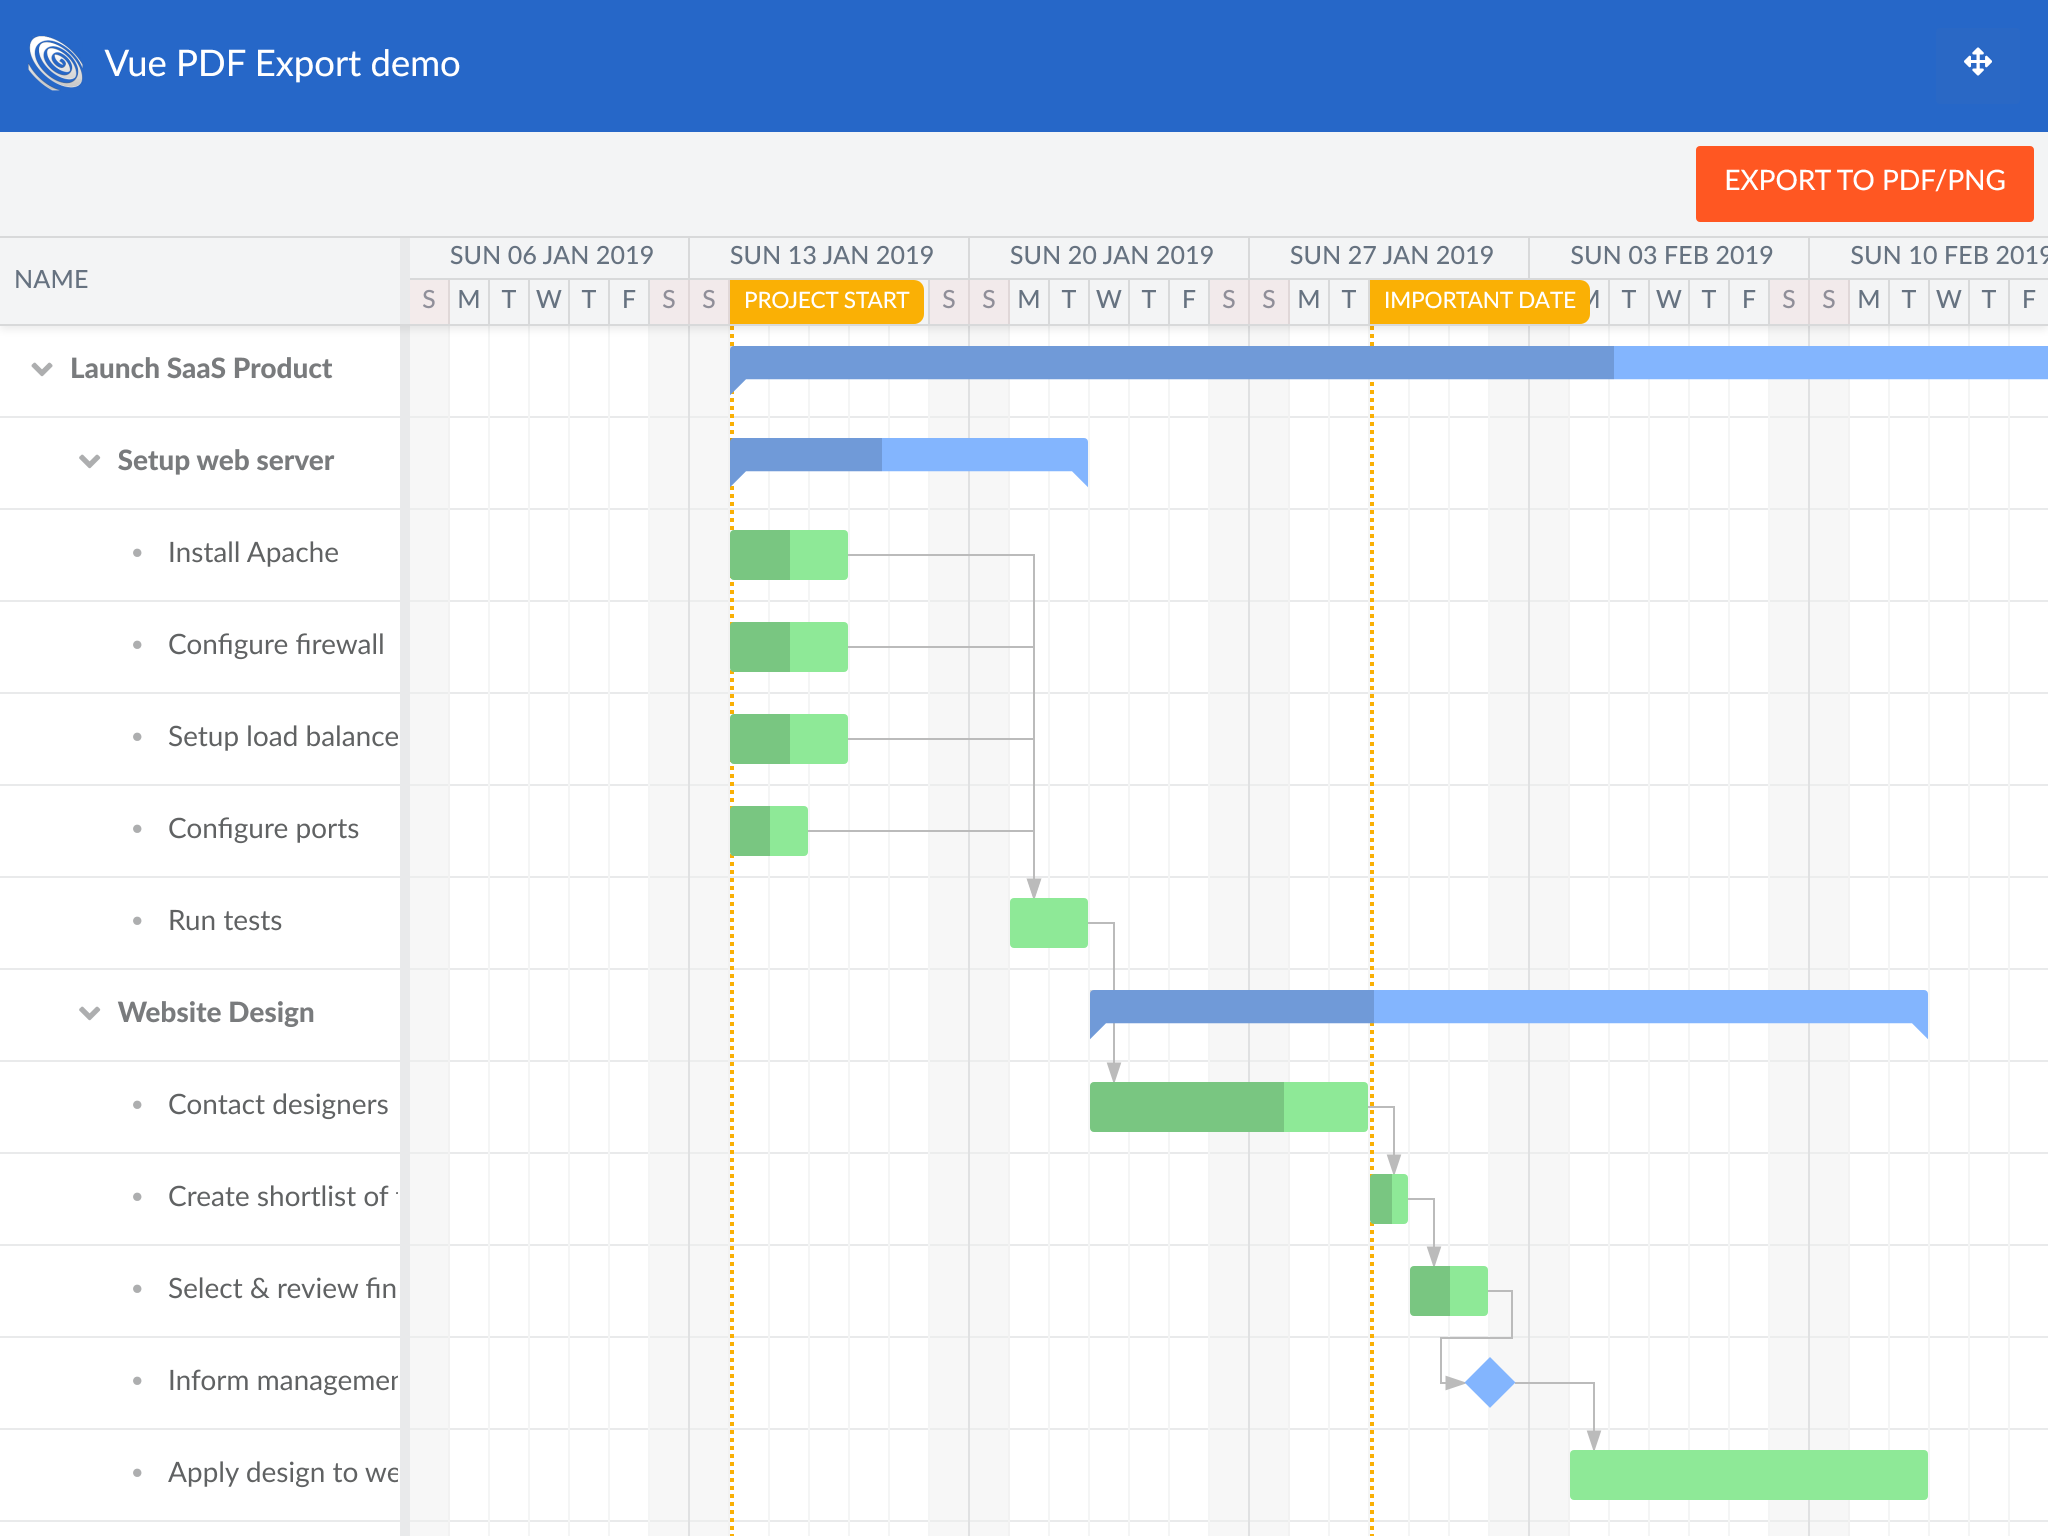 Vue PDF Export demo
EXPORT TO PDF/PNG
NAME
SUN 06 JAN 2019 SUN 13 JAN 2019 SUN 20 JAN 2019 SUN 27 JAN 2019 SUN 03 FEB 2019 SUN 10 FEB 2019
S M T W T F S S PROJECT START S S M T W T F S S M T IMPORTANT DATE T W T F S S M T W T F
Launch SaaS Product
Setup web server
Install Apache
Configure firewall
Setup load balance
Configure ports
Run tests
Website Design
Contact designers
Create shortlist of
Select & review fin
Inform managemen
Apply design to we